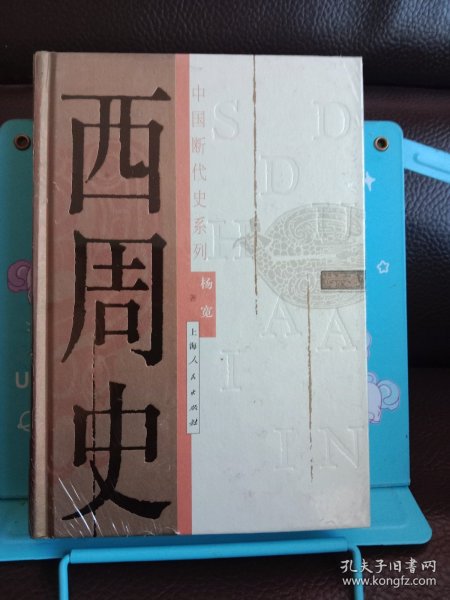 西周史
中国断代史系列
杨宽
著
上海人民出版社
S D
D
H U
A A
I I N
U
孔夫子旧书网
www.kongfz.com